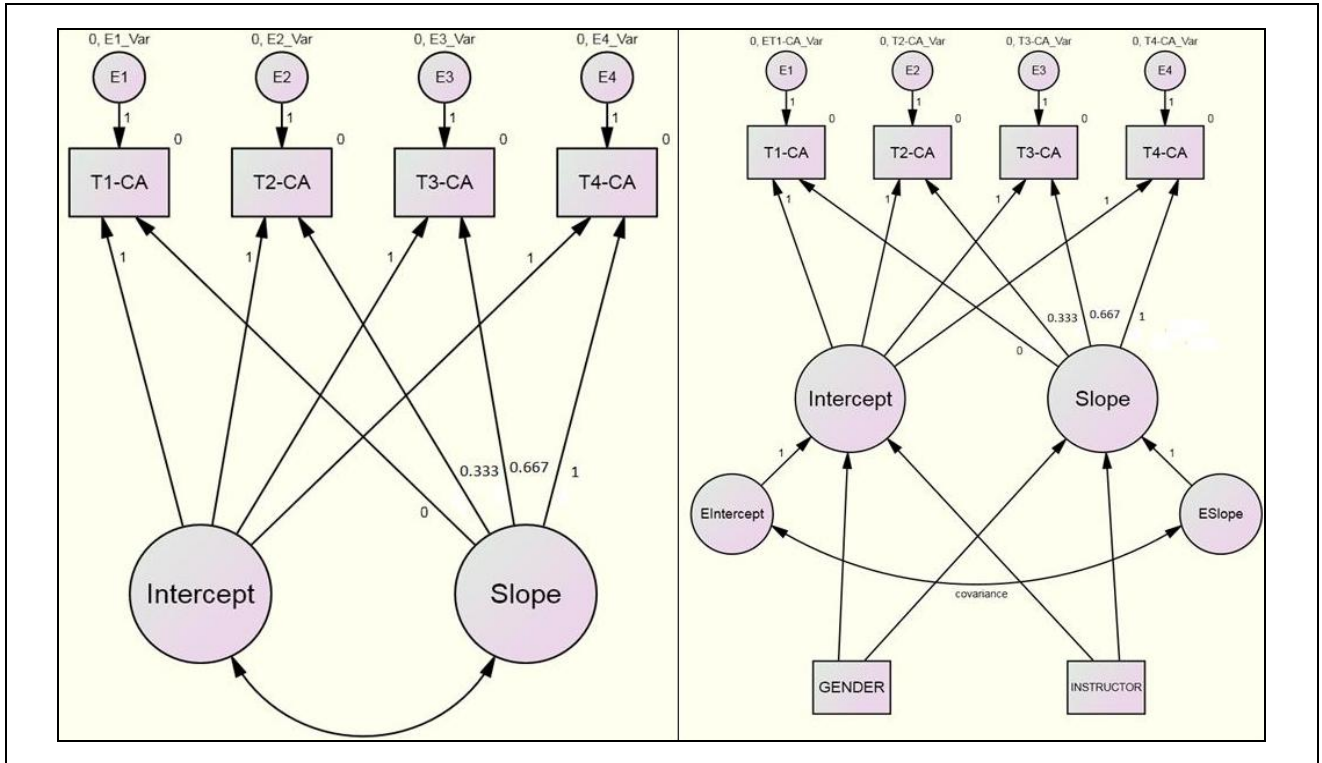 0, E1_Var
0, E2_Var
0, E3_Var
0, E4_Var
E1
E2
E3
E4
1
1
1
1
0
0
0
0
T1-CA
T2-CA
T3-CA
T4-CA
1
1
1
1
0.333
0.667
1
0
Intercept
Slope
0, ET1-CA_Var
0, T2-CA_Var
0, T3-CA_Var
0, T4-CA_Var
E1
E2
E3
E4
1
1
1
1
0
0
0
0
T1-CA
T2-CA
T3-CA
T4-CA
1
1
1
1
0.333
0.667
1
0
Intercept
Slope
1
1
EIntercept
ESlope
covariance
GENDER
INSTRUCTOR